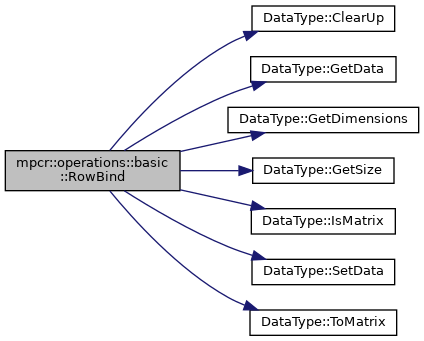 mpcr::operations::basic
::RowBind
DataType::ClearUp
DataType::GetData
DataType::GetDimensions
DataType::GetSize
DataType::IsMatrix
DataType::SetData
DataType::ToMatrix